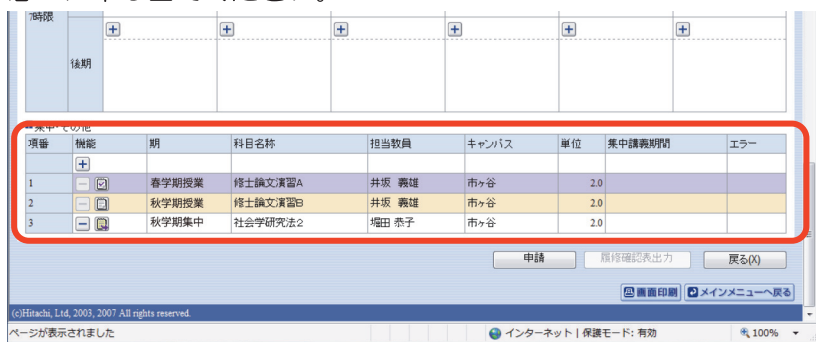 7時限
後期
集中・その他
項番 機能 期 科目名称 担当教員 キャンパス 単位 集中講義期間 エラー
1 春学期授業 修士論文演習A 井坂 義雄 市ヶ谷 2.0
2 秋学期授業 修士論文演習B 井坂 義雄 市ヶ谷 2.0
3 秋学期集中 社会学研究法2 堀田 恭子 市ヶ谷 2.0
申請 履修確認表出力 戻る(X)
画面印刷 メインメニューへ戻る
(c)Hitachi, Ltd, 2003, 2007 All rights reserved.
ページが表示されました インターネット | 保護モード: 有効 100%